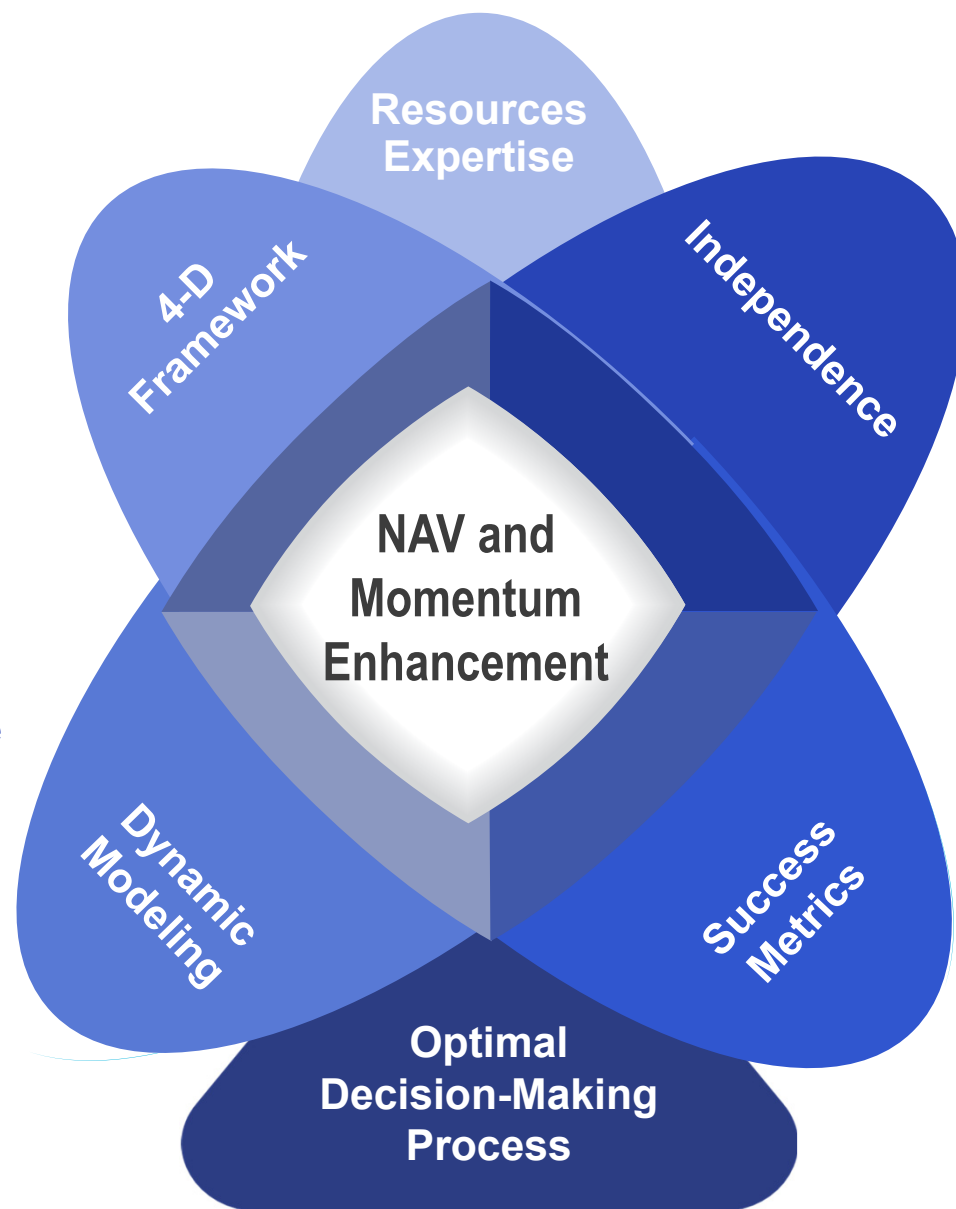 Resources
Expertise
4-D
Framework
Independence
NAV and
Momentum
Enhancement
Dynamic
Modeling
Success
Metrics
Optimal
Decision-Making
Process